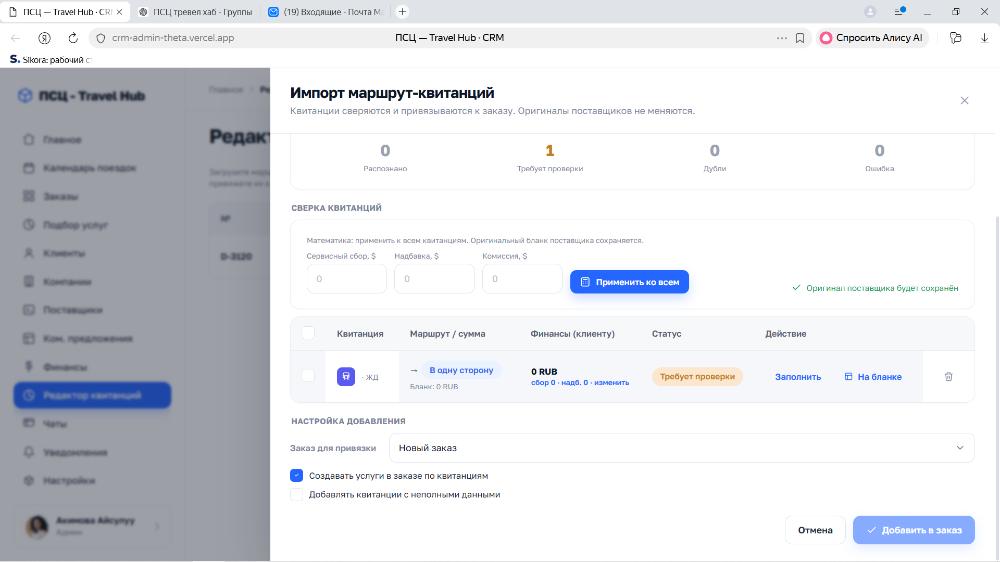 ПСЦ — Travel Hub · CR
ПСЦ тревел хаб - Группы
(19) Входящие - Почта Ма
crm-admin-theta.vercel.app
ПСЦ — Travel Hub · CRM
Спросить Алису AI
S. Sikora: рабочий ст
ПСЦ - Travel Hub
Главное
Календарь поездок
Заказы
Подбор услуг
Клиенты
Компании
Поставщики
Ком. предложения
Финансы
Редактор квитанций
Чаты
Уведомления
Настройки
Акимова Айсулуу
Админ
Главное
Ре
Редакт
Загрузите марш
привяжете их к
№
D-3120
Импорт маршрут-квитанций
Квитанции сверяются и привязываются к заказу. Оригиналы поставщиков не меняются.
0
1
0
0
Распознано
Требует проверки
Дубли
Ошибка
СВЕРКА КВИТАНЦИЙ
Математика: применить к всем квитанциям. Оригинальный бланк поставщика сохраняется.
Сервисный сбор, $
Надбавка, $
Комиссия, $
0
0
0
Применить ко всем
Оригинал поставщика будет сохранён
Квитанция
Маршрут / сумма
Финансы (клиенту)
Статус
Действие
· ЖД
→ В одну сторону
Бланк: 0 RUB
0 RUB
сбор 0 · надб. 0 · изменить
Требует проверки
Заполнить
На бланке
НАСТРОЙКА ДОБАВЛЕНИЯ
Заказ для привязки
Новый заказ
Создавать услуги в заказе по квитанциям
Добавлять квитанции с неполными данными
Отмена
Добавить в заказ